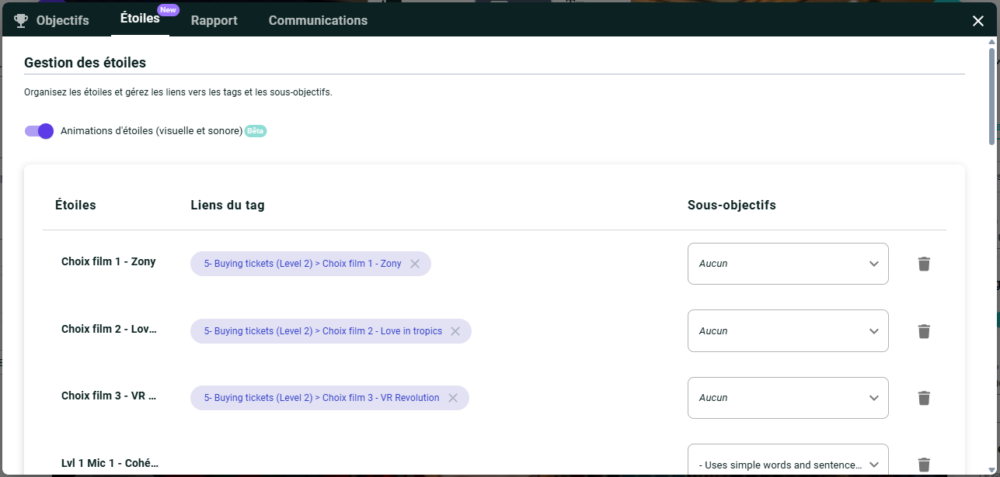 Objectifs
Étoiles
New
Rapport
Communications
Gestion des étoiles
Organisez les étoiles et gérez les liens vers les tags et les sous-objectifs.
Animations d'étoiles (visuelle et sonore) Bêta
Étoiles
Liens du tag
Sous-objectifs
Choix film 1 - Zony
5- Buying tickets (Level 2) > Choix film 1 - Zony
Aucun
Choix film 2 - Lov...
5- Buying tickets (Level 2) > Choix film 2 - Love in tropics
Aucun
Choix film 3 - VR ...
5- Buying tickets (Level 2) > Choix film 3 - VR Revolution
Aucun
Lvl 1 Mic 1 - Cohé...
- Uses simple words and sentence...